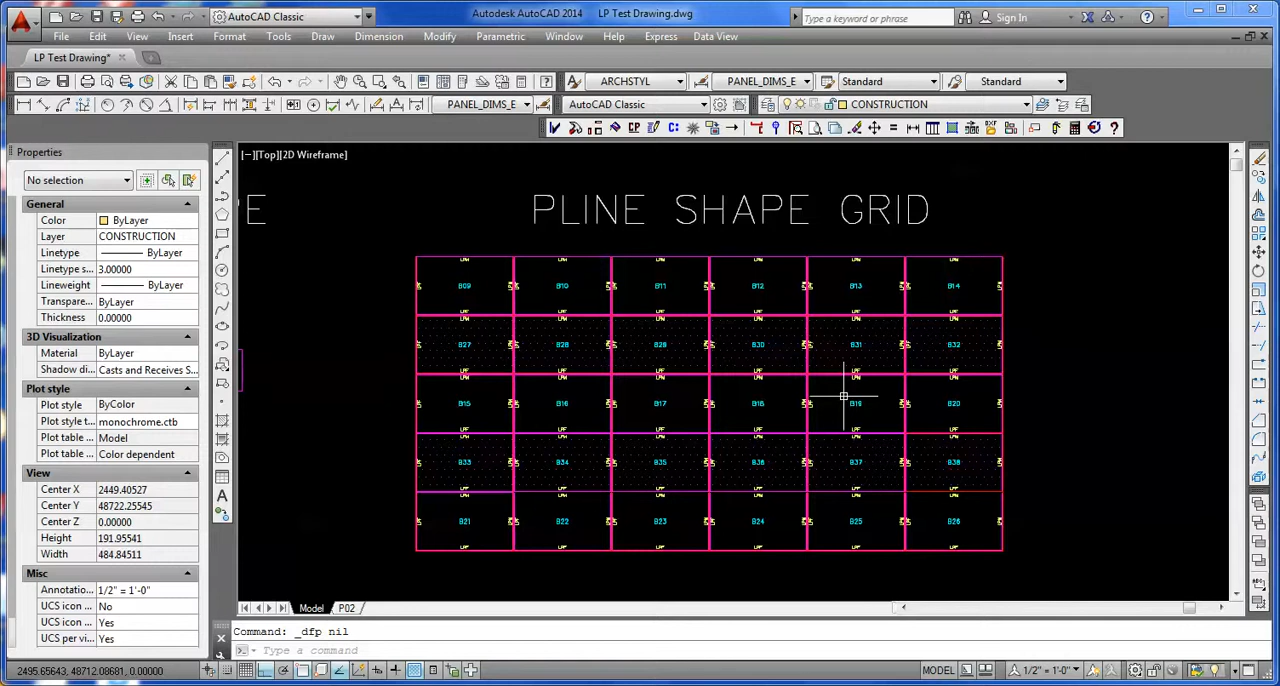 AutoCAD Classic
Autodesk AutoCAD 2014 LP Test Drawing.dwg
Type a keyword or phrase
Sign In
File Edit View Insert Format Tools Draw Dimension Modify Parametric Window Help Express Data View
LP Test Drawing*
ARCHSTYL PANEL_DIMS_E Standard Standard
PANEL_DIMS_E AutoCAD Classic CONSTRUCTION
Properties
[−][Top][2D Wireframe]
No selection
E PLINE SHAPE GRID
General
Color ByLayer
Layer CONSTRUCTION
Linetype ByLayer
Linetype s... 3.00000
Lineweight ByLayer
Transpare... ByLayer
Thickness 0.00000
3D Visualization
Material ByLayer
Shadow di... Casts and Receives S...
Plot style
Plot style ByColor
Plot style t... monochrome.ctb
Plot table ... Model
Plot table ... Color dependent
View
Center X 2449.40527
Center Y 48722.25545
Center Z 0.00000
Height 191.95541
Width 484.84511
Misc
Annotatio... 1/2" = 1'-0"
UCS icon ... No
UCS icon ... Yes
UCS per vi... Yes
B09 B10 B11 B12 B13 B14
B27 B28 B29 B30 B31 B32
B15 B16 B17 B18 B19 B20
B33 B34 B35 B36 B37 B38
B21 B22 B23 B24 B25 B26
Model P02
Command: _dfp nil
Type a command
2495.65643, 48712.08681, 0.00000
MODEL 1/2" = 1'-0"